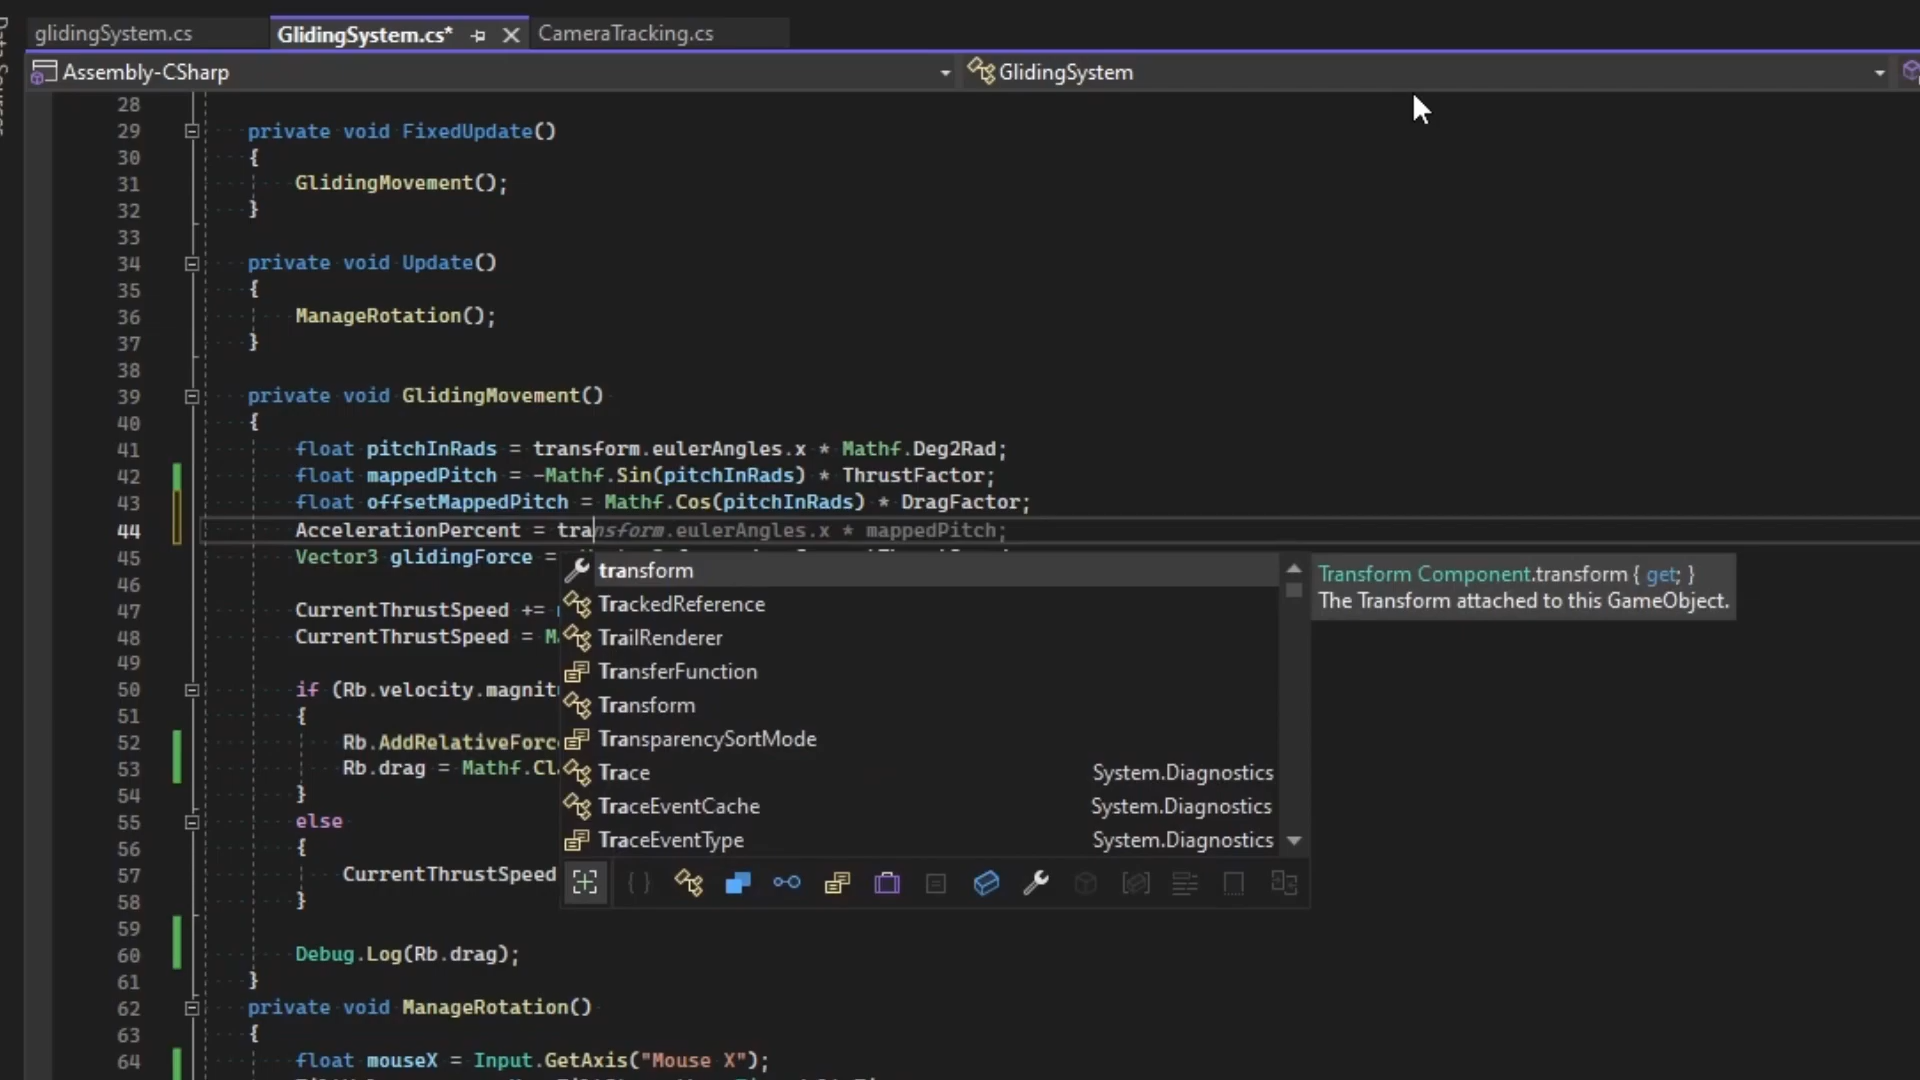 glidingSystem.cs
GlidingSystem.cs*
CameraTracking.cs
Assembly-CSharp
GlidingSystem
28
29 private void FixedUpdate()
30 {
31 GlidingMovement();
32 }
33
34 private void Update()
35 {
36 ManageRotation();
37 }
38
39 private void GlidingMovement()
40 {
41 float pitchInRads = transform.eulerAngles.x * Mathf.Deg2Rad;
42 float mappedPitch = -Mathf.Sin(pitchInRads) * ThrustFactor;
43 float offsetMappedPitch = Mathf.Cos(pitchInRads) * DragFactor;
44 AccelerationPercent = transform.eulerAngles.x * mappedPitch;
45 Vector3 glidingForce =
46
47 CurrentThrustSpeed +=
48 CurrentThrustSpeed = M
49
50 if (Rb.velocity.magnit
51 {
52 Rb.AddRelativeForc
53 Rb.drag = Mathf.Cl
54 }
55 else
56 {
57 CurrentThrustSpeed
58 }
59
60 Debug.Log(Rb.drag);
61 }
62 private void ManageRotation()
63 {
64 float mouseX = Input.GetAxis("Mouse X");
transform
TrackedReference
TrailRenderer
TransferFunction
Transform
TransparencySortMode
Trace System.Diagnostics
TraceEventCache System.Diagnostics
TraceEventType System.Diagnostics
Transform Component.transform { get; }
The Transform attached to this GameObject.